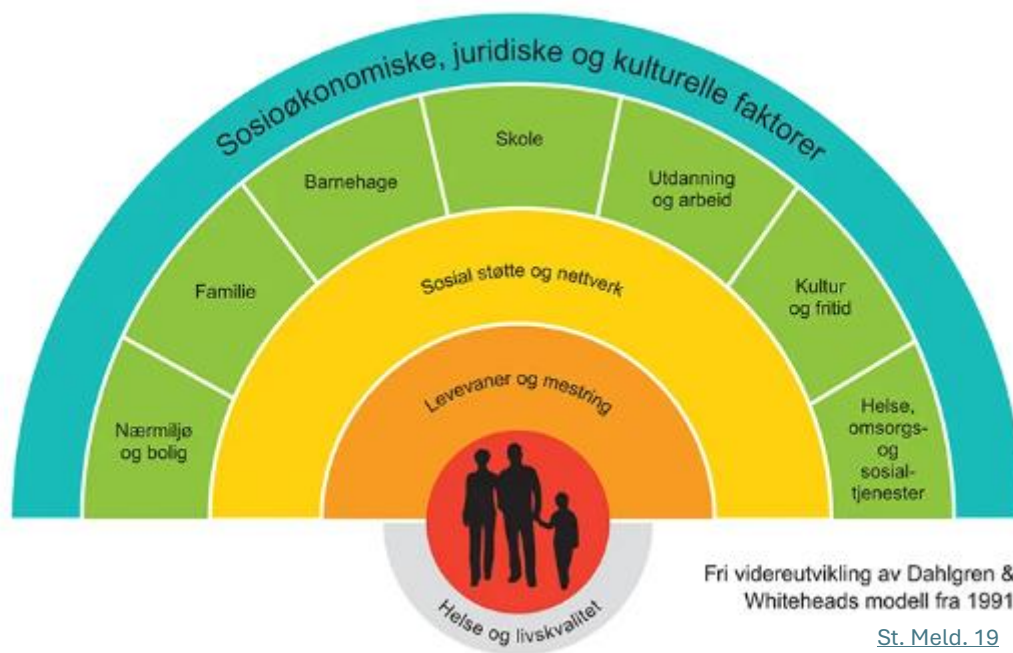 Sosioøkonomiske, juridiske og kulturelle faktorer
Nærmiljø
og bolig
Familie
Barnehage
Skole
Utdanning
og arbeid
Kultur
og fritid
Helse,
omsorgs-
og
sosial-
tjenester
Sosial støtte og nettverk
Levevaner og mestring
Helse og livskvalitet
Fri videreutvikling av Dahlgren &
Whiteheads modell fra 1991
St. Meld. 19